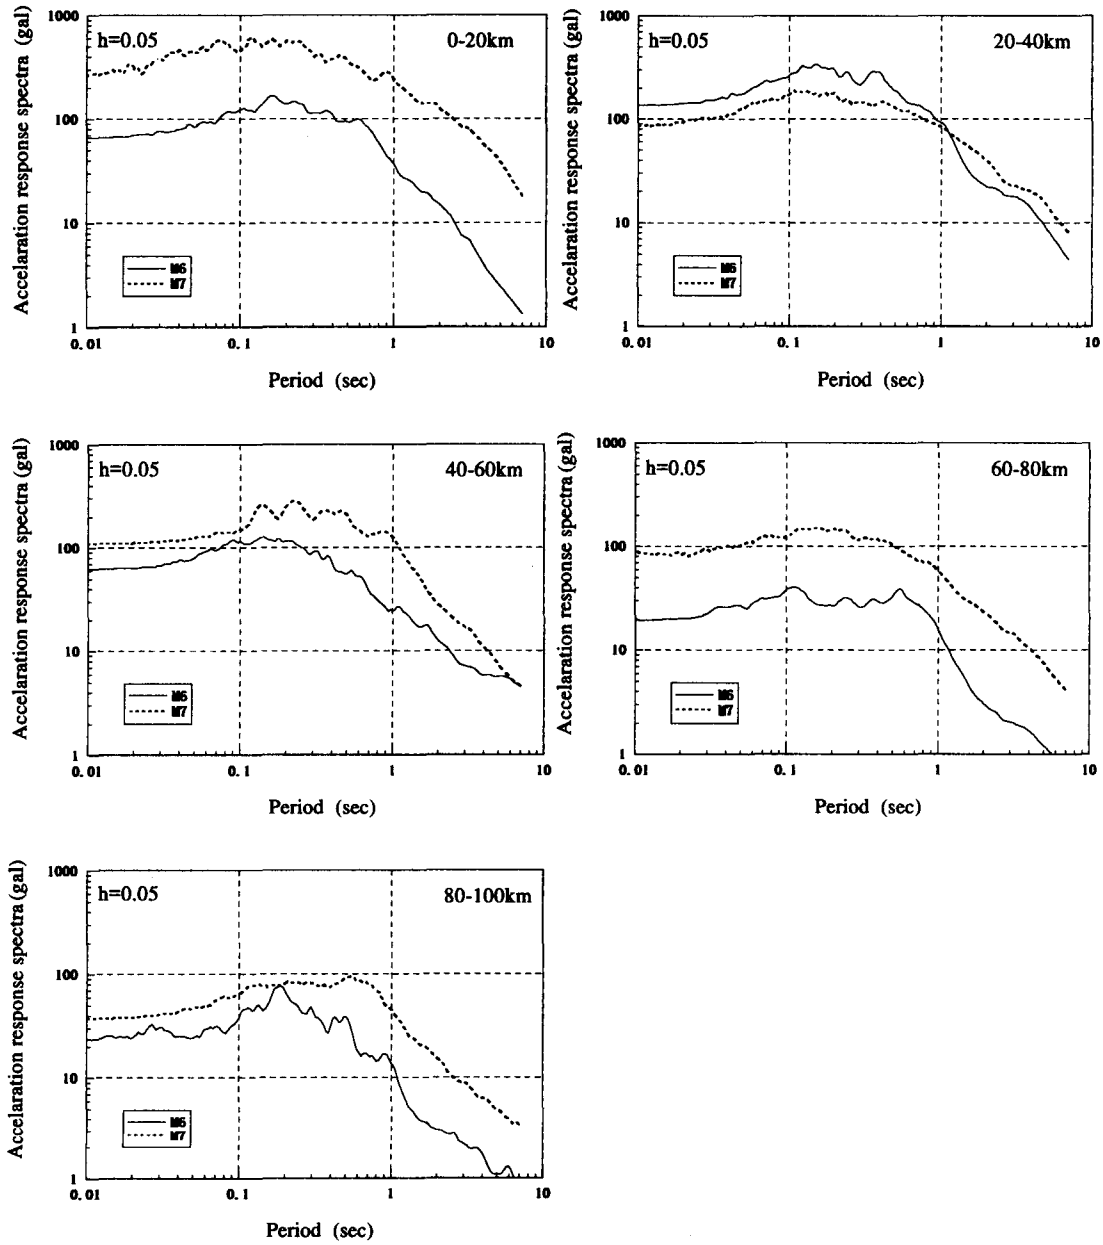 Accelaration response spectra (gal)
1000
100
10
1
h=0.05
0-20km
M6
M7
0.01
0.1
1
10
Period (sec)
Accelaration response spectra (gal)
1000
100
10
1
h=0.05
20-40km
M6
M7
0.01
0.1
1
10
Period (sec)
Accelaration response spectra (gal)
1000
100
10
1
h=0.05
40-60km
M6
M7
0.01
0.1
1
10
Period (sec)
Accelaration response spectra (gal)
1000
100
10
1
h=0.05
60-80km
M6
M7
0.01
0.1
1
10
Period (sec)
Accelaration response spectra (gal)
1000
100
10
1
h=0.05
80-100km
M6
M7
0.01
0.1
1
10
Period (sec)